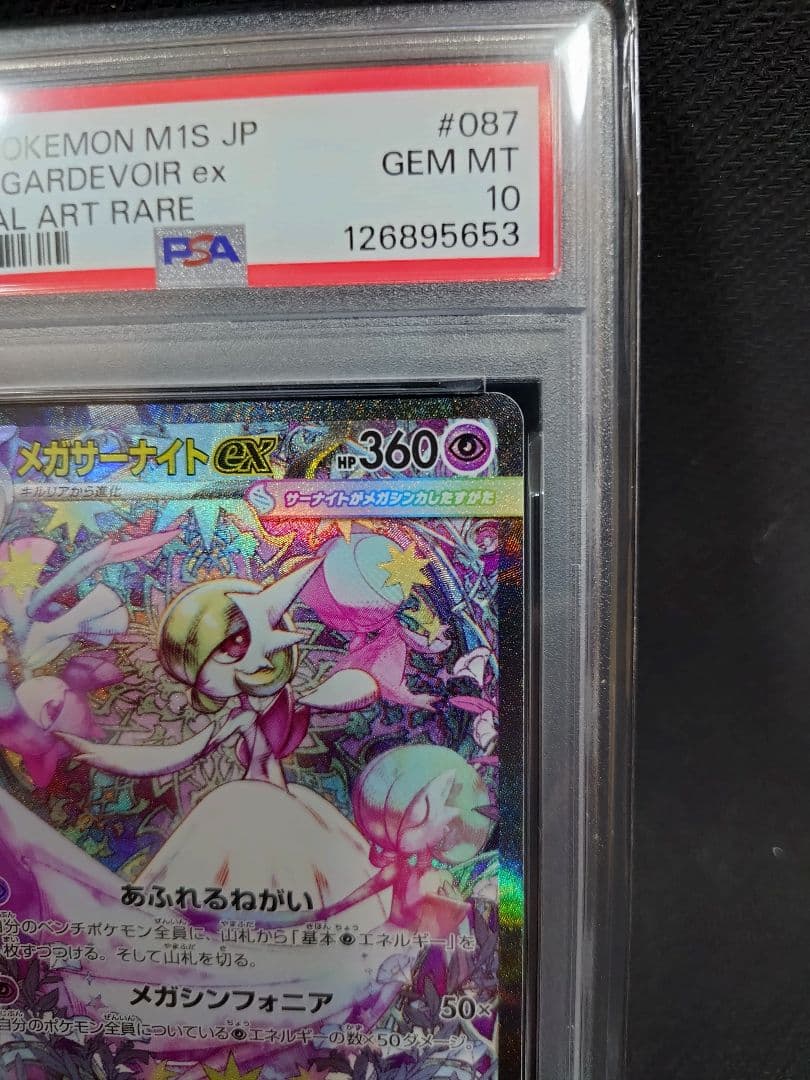 OKEMON M1S JP #087
GARDEVOIR ex GEM MT
AL ART RARE 10
PSA 126895653
メガサーナイトex HP360
キルリアから進化 サーナイトがメガシンカしたすがた
あふれるねがい
自分のベンチポケモン全員に、山札から「基本エネルギー」を
枚ずつつける。そして山札を切る。
メガシンフォニア 50×
自分のポケモン全員についているエネルギーの数×50ダメージ。